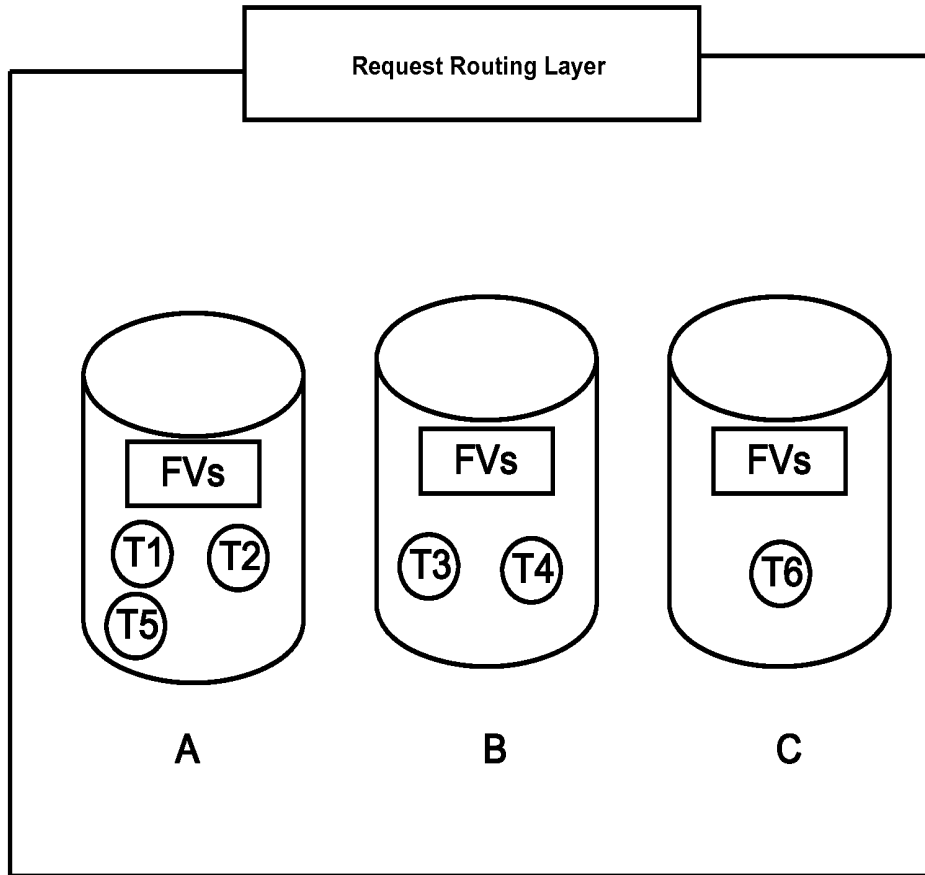 Request Routing Layer
FVs
T1 T2
T5
A
FVs
T3 T4
B
FVs
T6
C